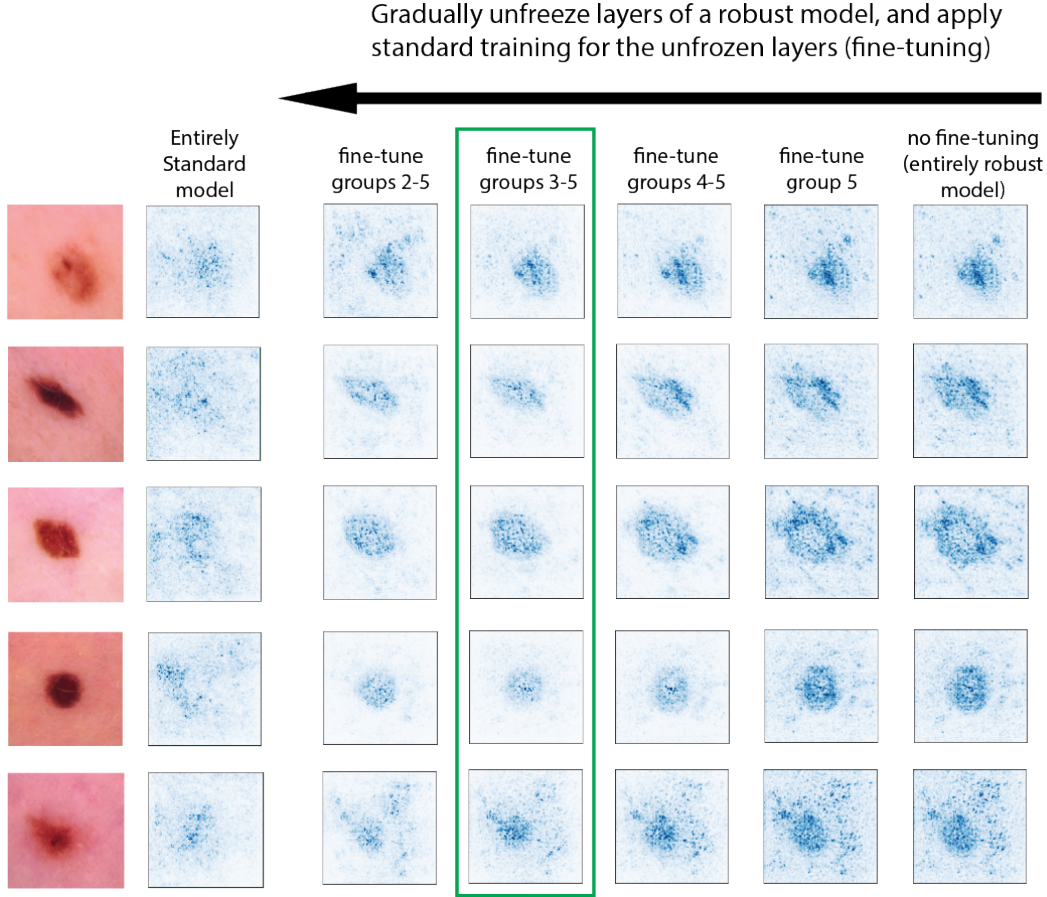 Gradually unfreeze layers of a robust model, and apply
standard training for the unfrozen layers (fine-tuning)
Entirely
Standard
model
fine-tune
groups 2-5
fine-tune
groups 3-5
fine-tune
groups 4-5
fine-tune
group 5
no fine-tuning
(entirely robust
model)